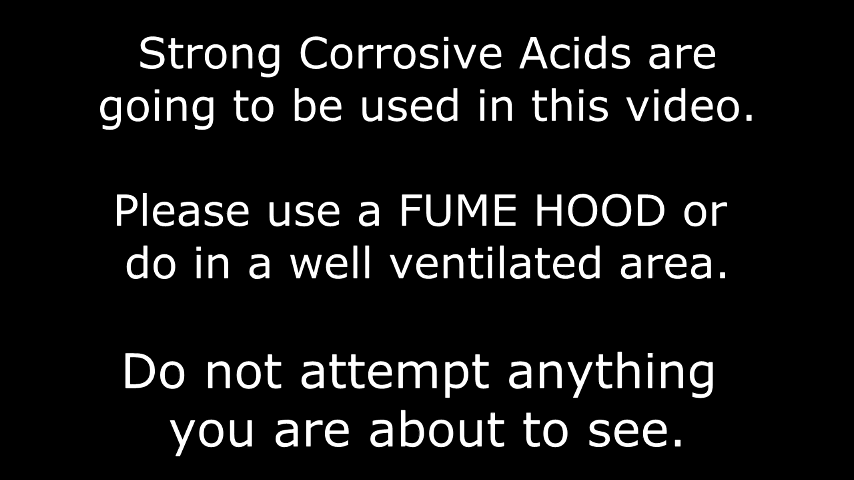 Strong Corrosive Acids are
going to be used in this video.
Please use a FUME HOOD or
do in a well ventilated area.
Do not attempt anything
you are about to see.